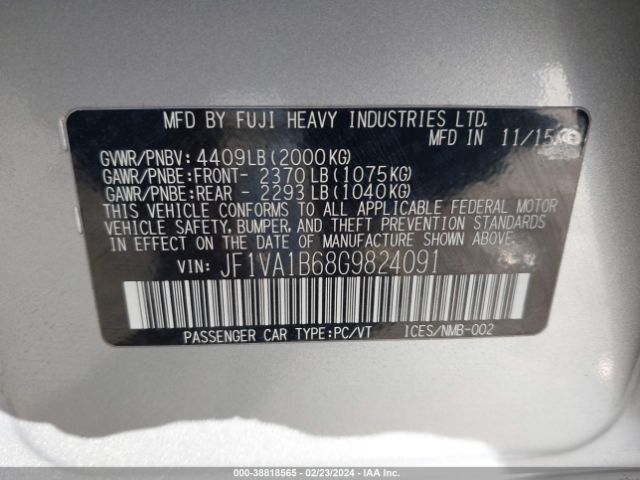 MFD BY FUJI HEAVY INDUSTRIES LTD.
MFD IN 11/15
GVWR/PNBV: 4409LB(2000KG)
GAWR/PNBE:FRONT- 2370LB(1075KG)
GAWR/PNBE:REAR - 2293LB(1040KG)
THIS VEHICLE CONFORMS TO ALL APPLICABLE FEDERAL MOTOR
VEHICLE SAFETY, BUMPER, AND THEFT PREVENTION STANDARDS
IN EFFECT ON THE DATE OF MANUFACTURE SHOWN ABOVE.
VIN: JF1VA1B68G9824091
PASSENGER CAR TYPE:PC/VT ICES/NMB-002
000-38818565 - 02/23/2024 - IAA Inc.